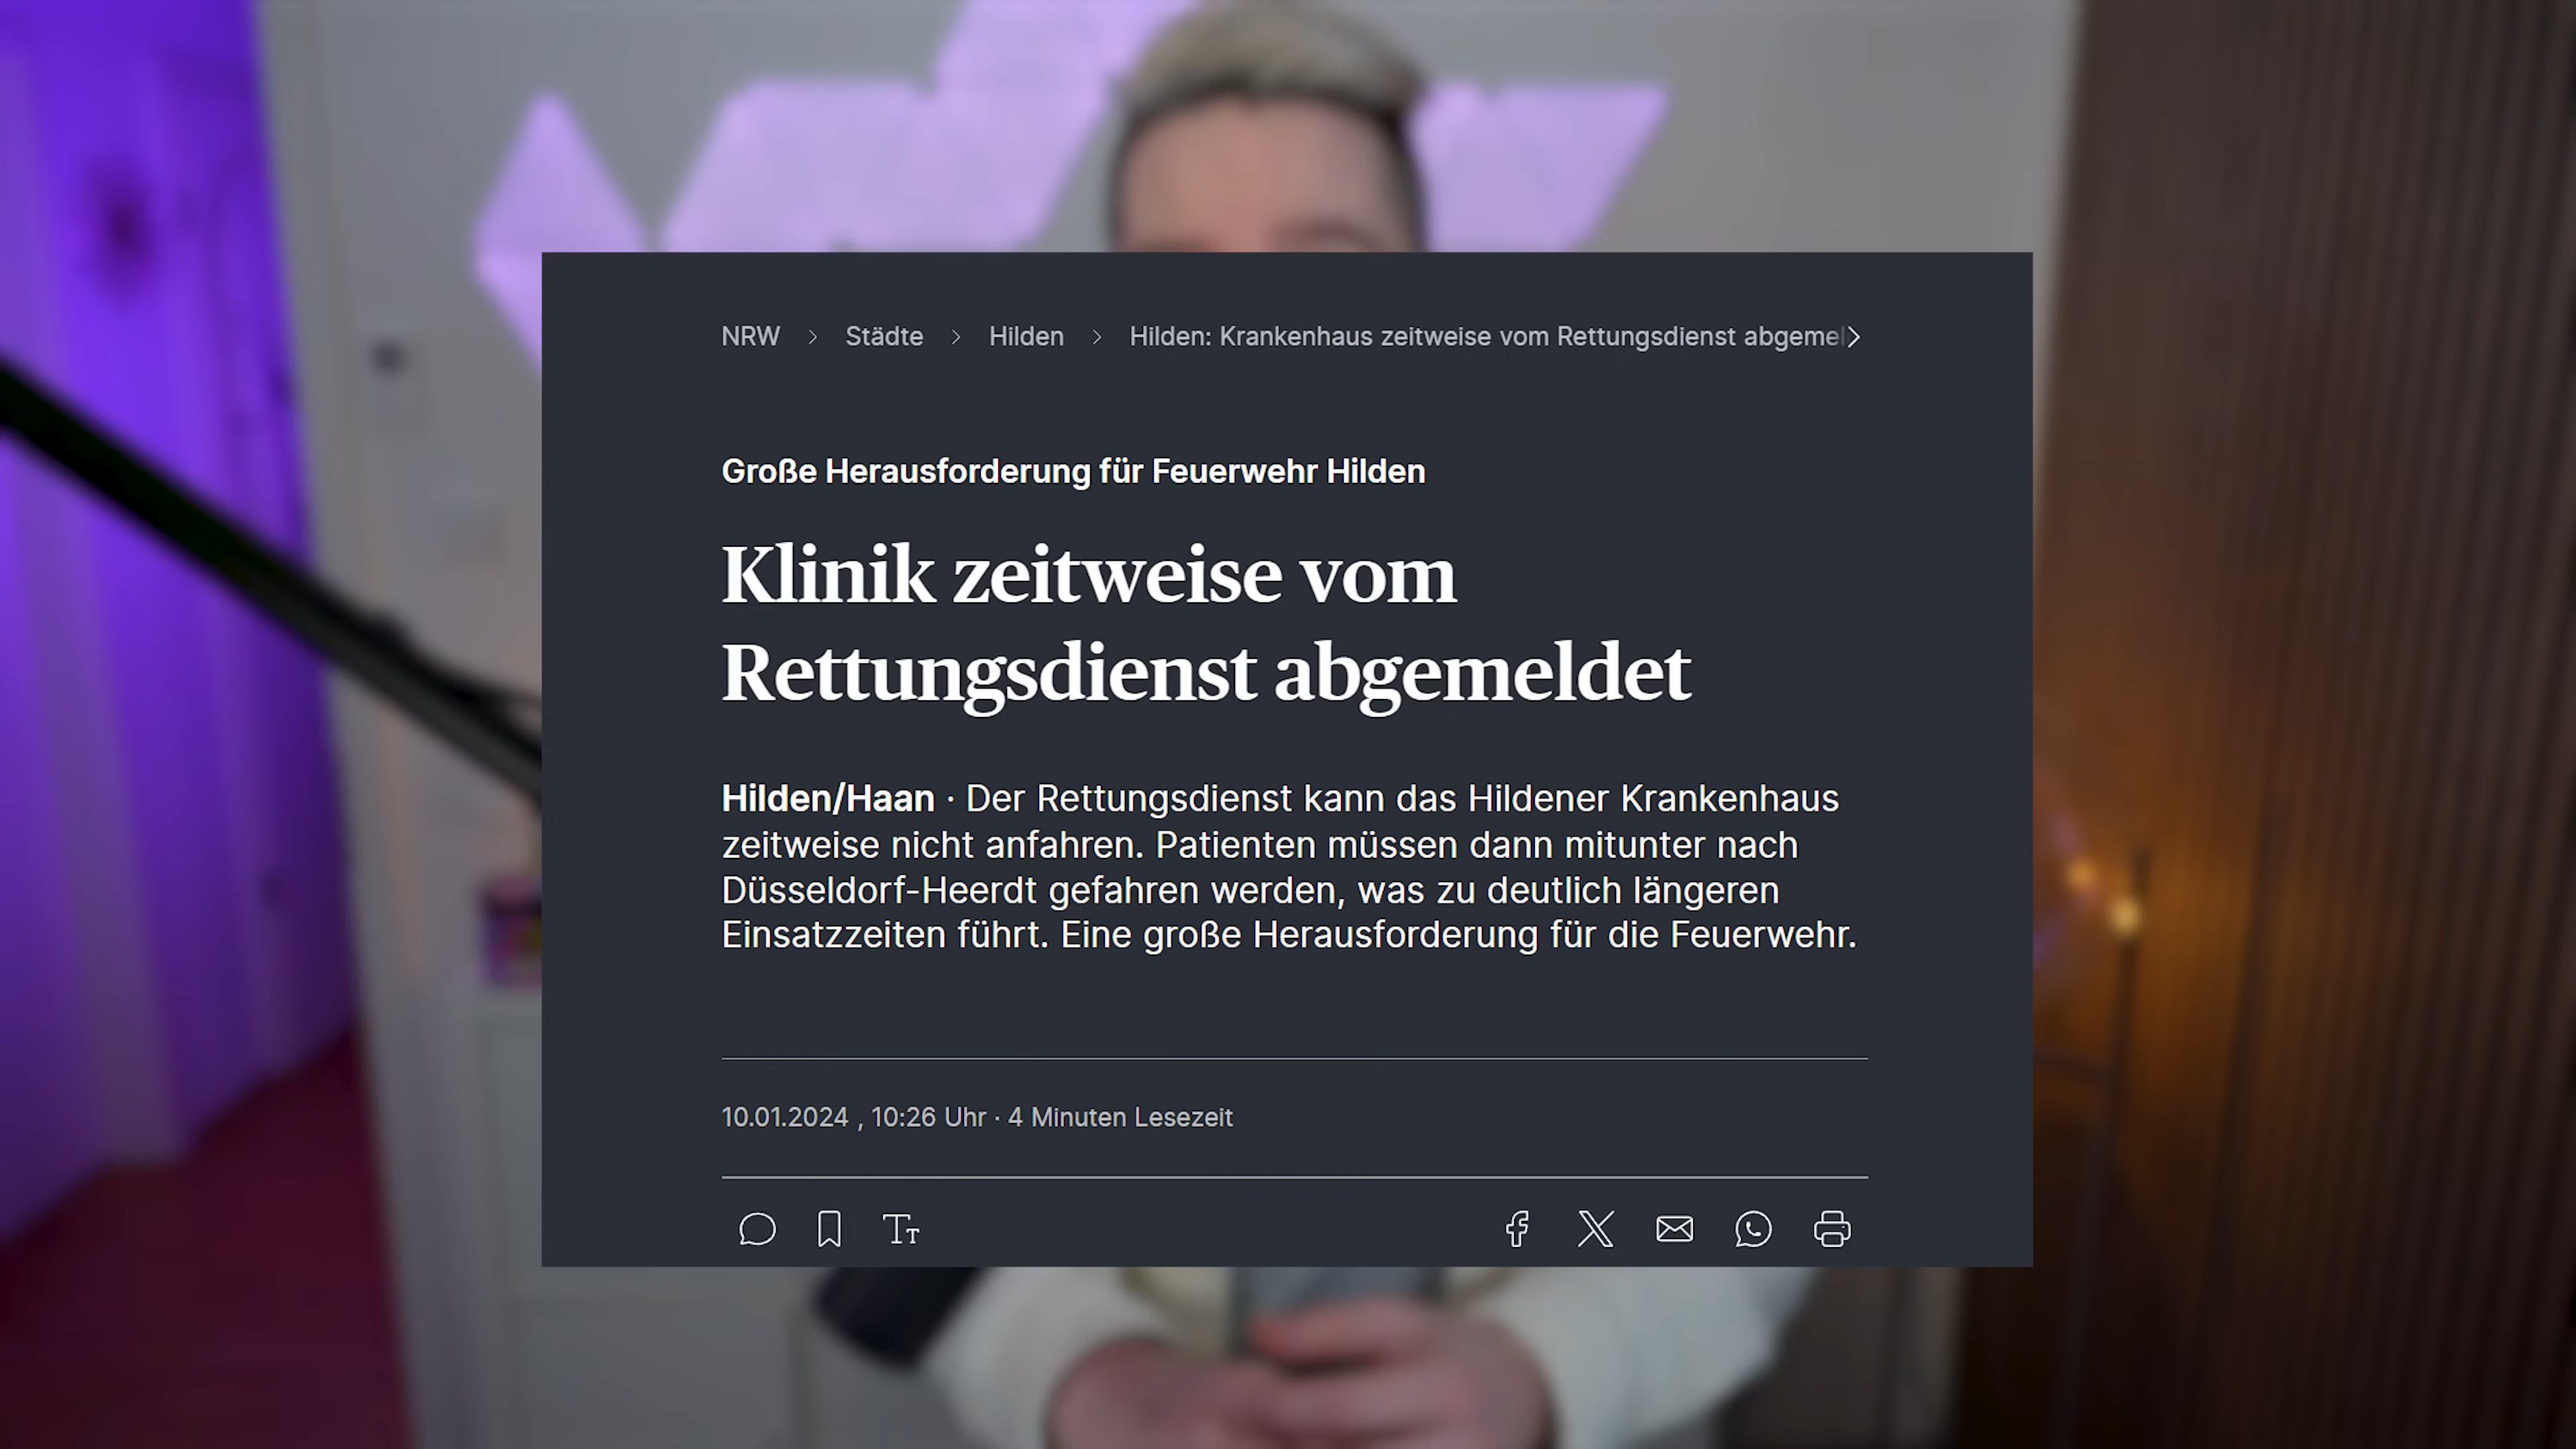 NRW > Städte > Hilden > Hilden: Krankenhaus zeitweise vom Rettungsdienst abgemel
Große Herausforderung für Feuerwehr Hilden
Klinik zeitweise vom
Rettungsdienst abgemeldet
Hilden/Haan · Der Rettungsdienst kann das Hildener Krankenhaus
zeitweise nicht anfahren. Patienten müssen dann mitunter nach
Düsseldorf-Heerdt gefahren werden, was zu deutlich längeren
Einsatzzeiten führt. Eine große Herausforderung für die Feuerwehr.
10.01.2024 , 10:26 Uhr · 4 Minuten Lesezeit